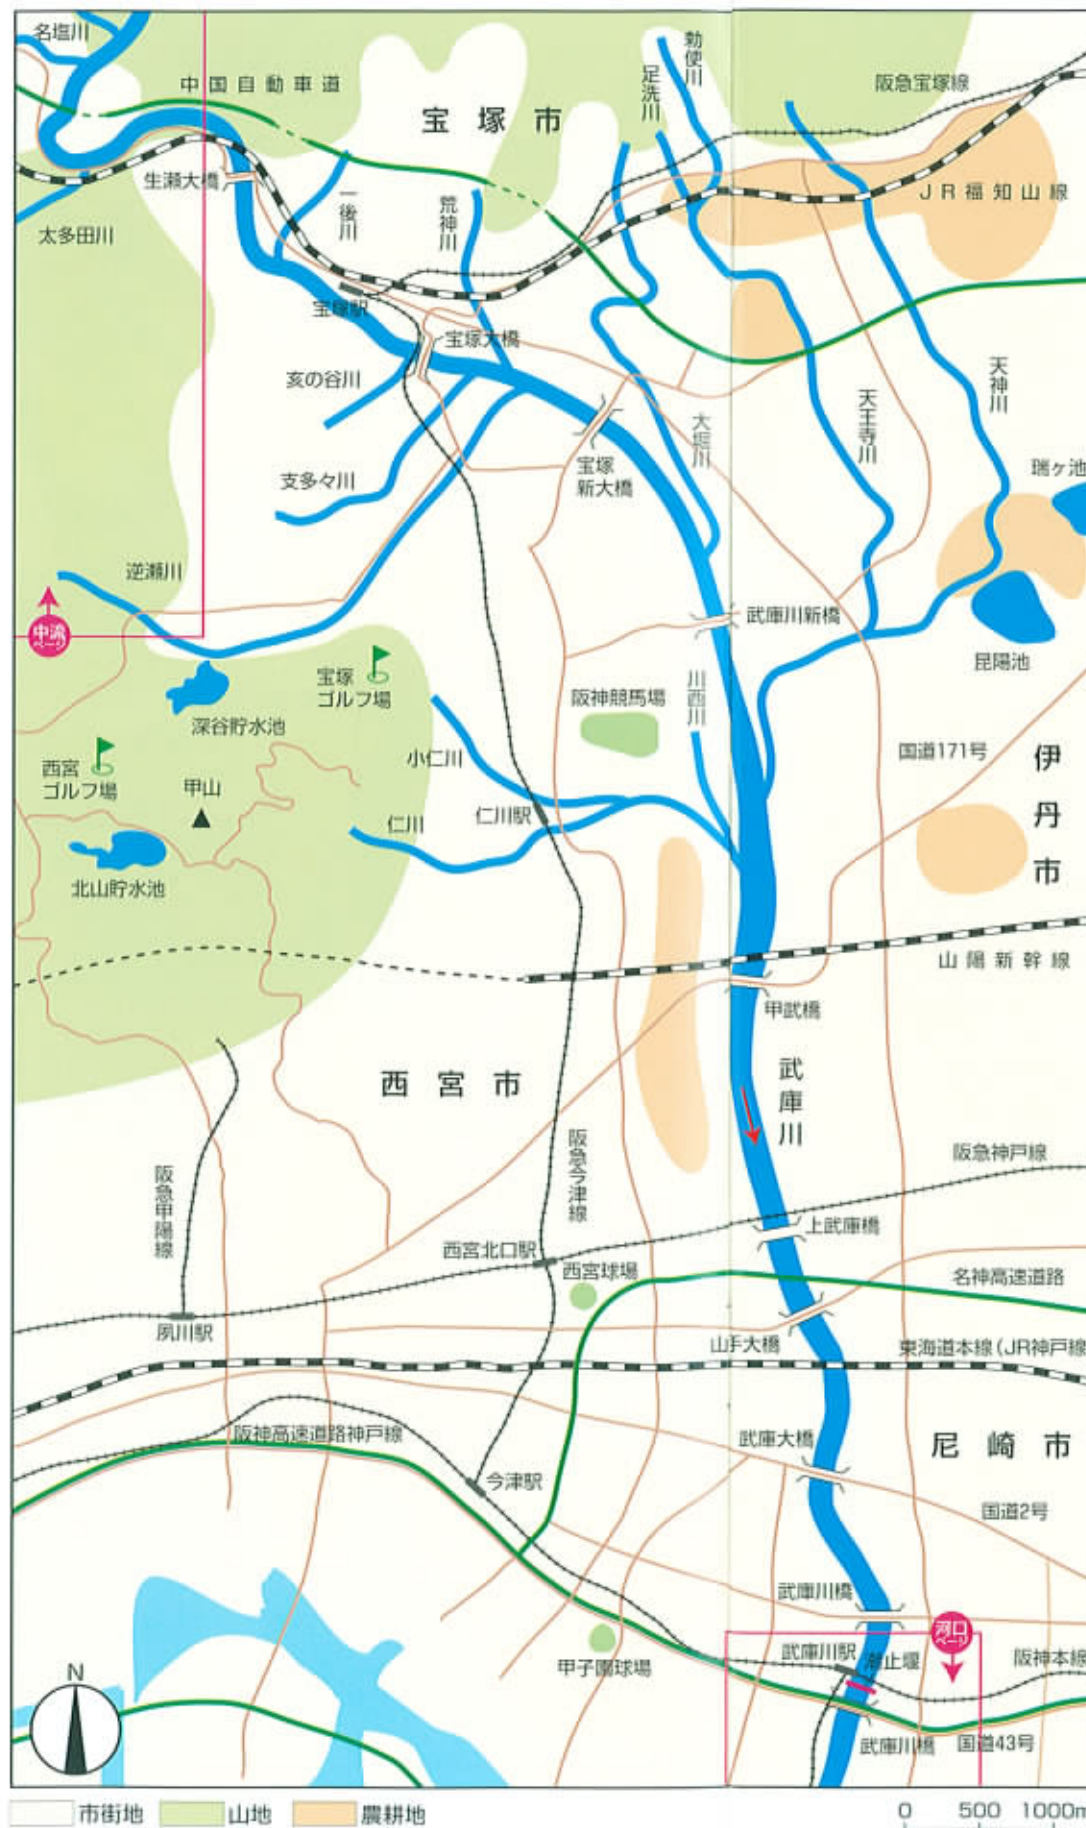 名塩川
中国自動車道
宝塚市
足洗川
勅使川
阪急宝塚線
生瀬大橋
一後川
荒神川
JR福知山線
太多田川
宝塚駅
宝塚大橋
亥の谷川
天神川
天王寺川
大堀川
支多々川
宝塚
新大橋
瑞ヶ池
逆瀬川
武庫川新橋
中流
ページ
昆陽池
宝塚
ゴルフ場
深谷貯水池
阪神競馬場
川西川
国道171号
小仁川
西宮
ゴルフ場
甲山
仁川
仁川駅
伊丹市
北山貯水池
山陽新幹線
甲武橋
西宮市
武庫川
阪急今津線
阪急甲陽線
阪急神戸線
上武庫橋
西宮北口駅
西宮球場
名神高速道路
夙川駅
山手大橋
東海道本線(JR神戸線
阪神高速道路神戸線
武庫大橋
尼崎市
今津駅
国道2号
武庫川橋
河口
ページ
甲子園球場
武庫川駅
潮止堰
阪神本線
武庫川橋
国道43号
N
市街地
山地
農耕地
0 500 1000m